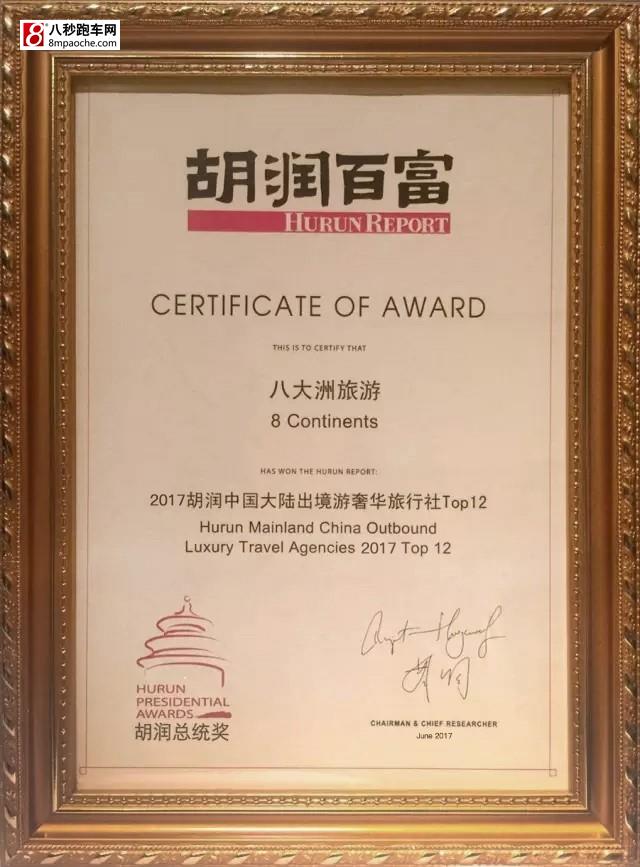 八秒跑车网
8mpaoche.com
胡润百富
HURUN REPORT
CERTIFICATE OF AWARD
THIS IS TO CERTIFY THAT
八大洲旅游
8 Continents
HAS WON THE HURUN REPORT:
2017胡润中国大陆出境游奢华旅行社Top12
Hurun Mainland China Outbound
Luxury Travel Agencies 2017 Top 12
HURUN
PRESIDENTIAL
AWARDS
胡润总统奖
胡润
CHAIRMAN & CHIEF RESEARCHER
June 2017